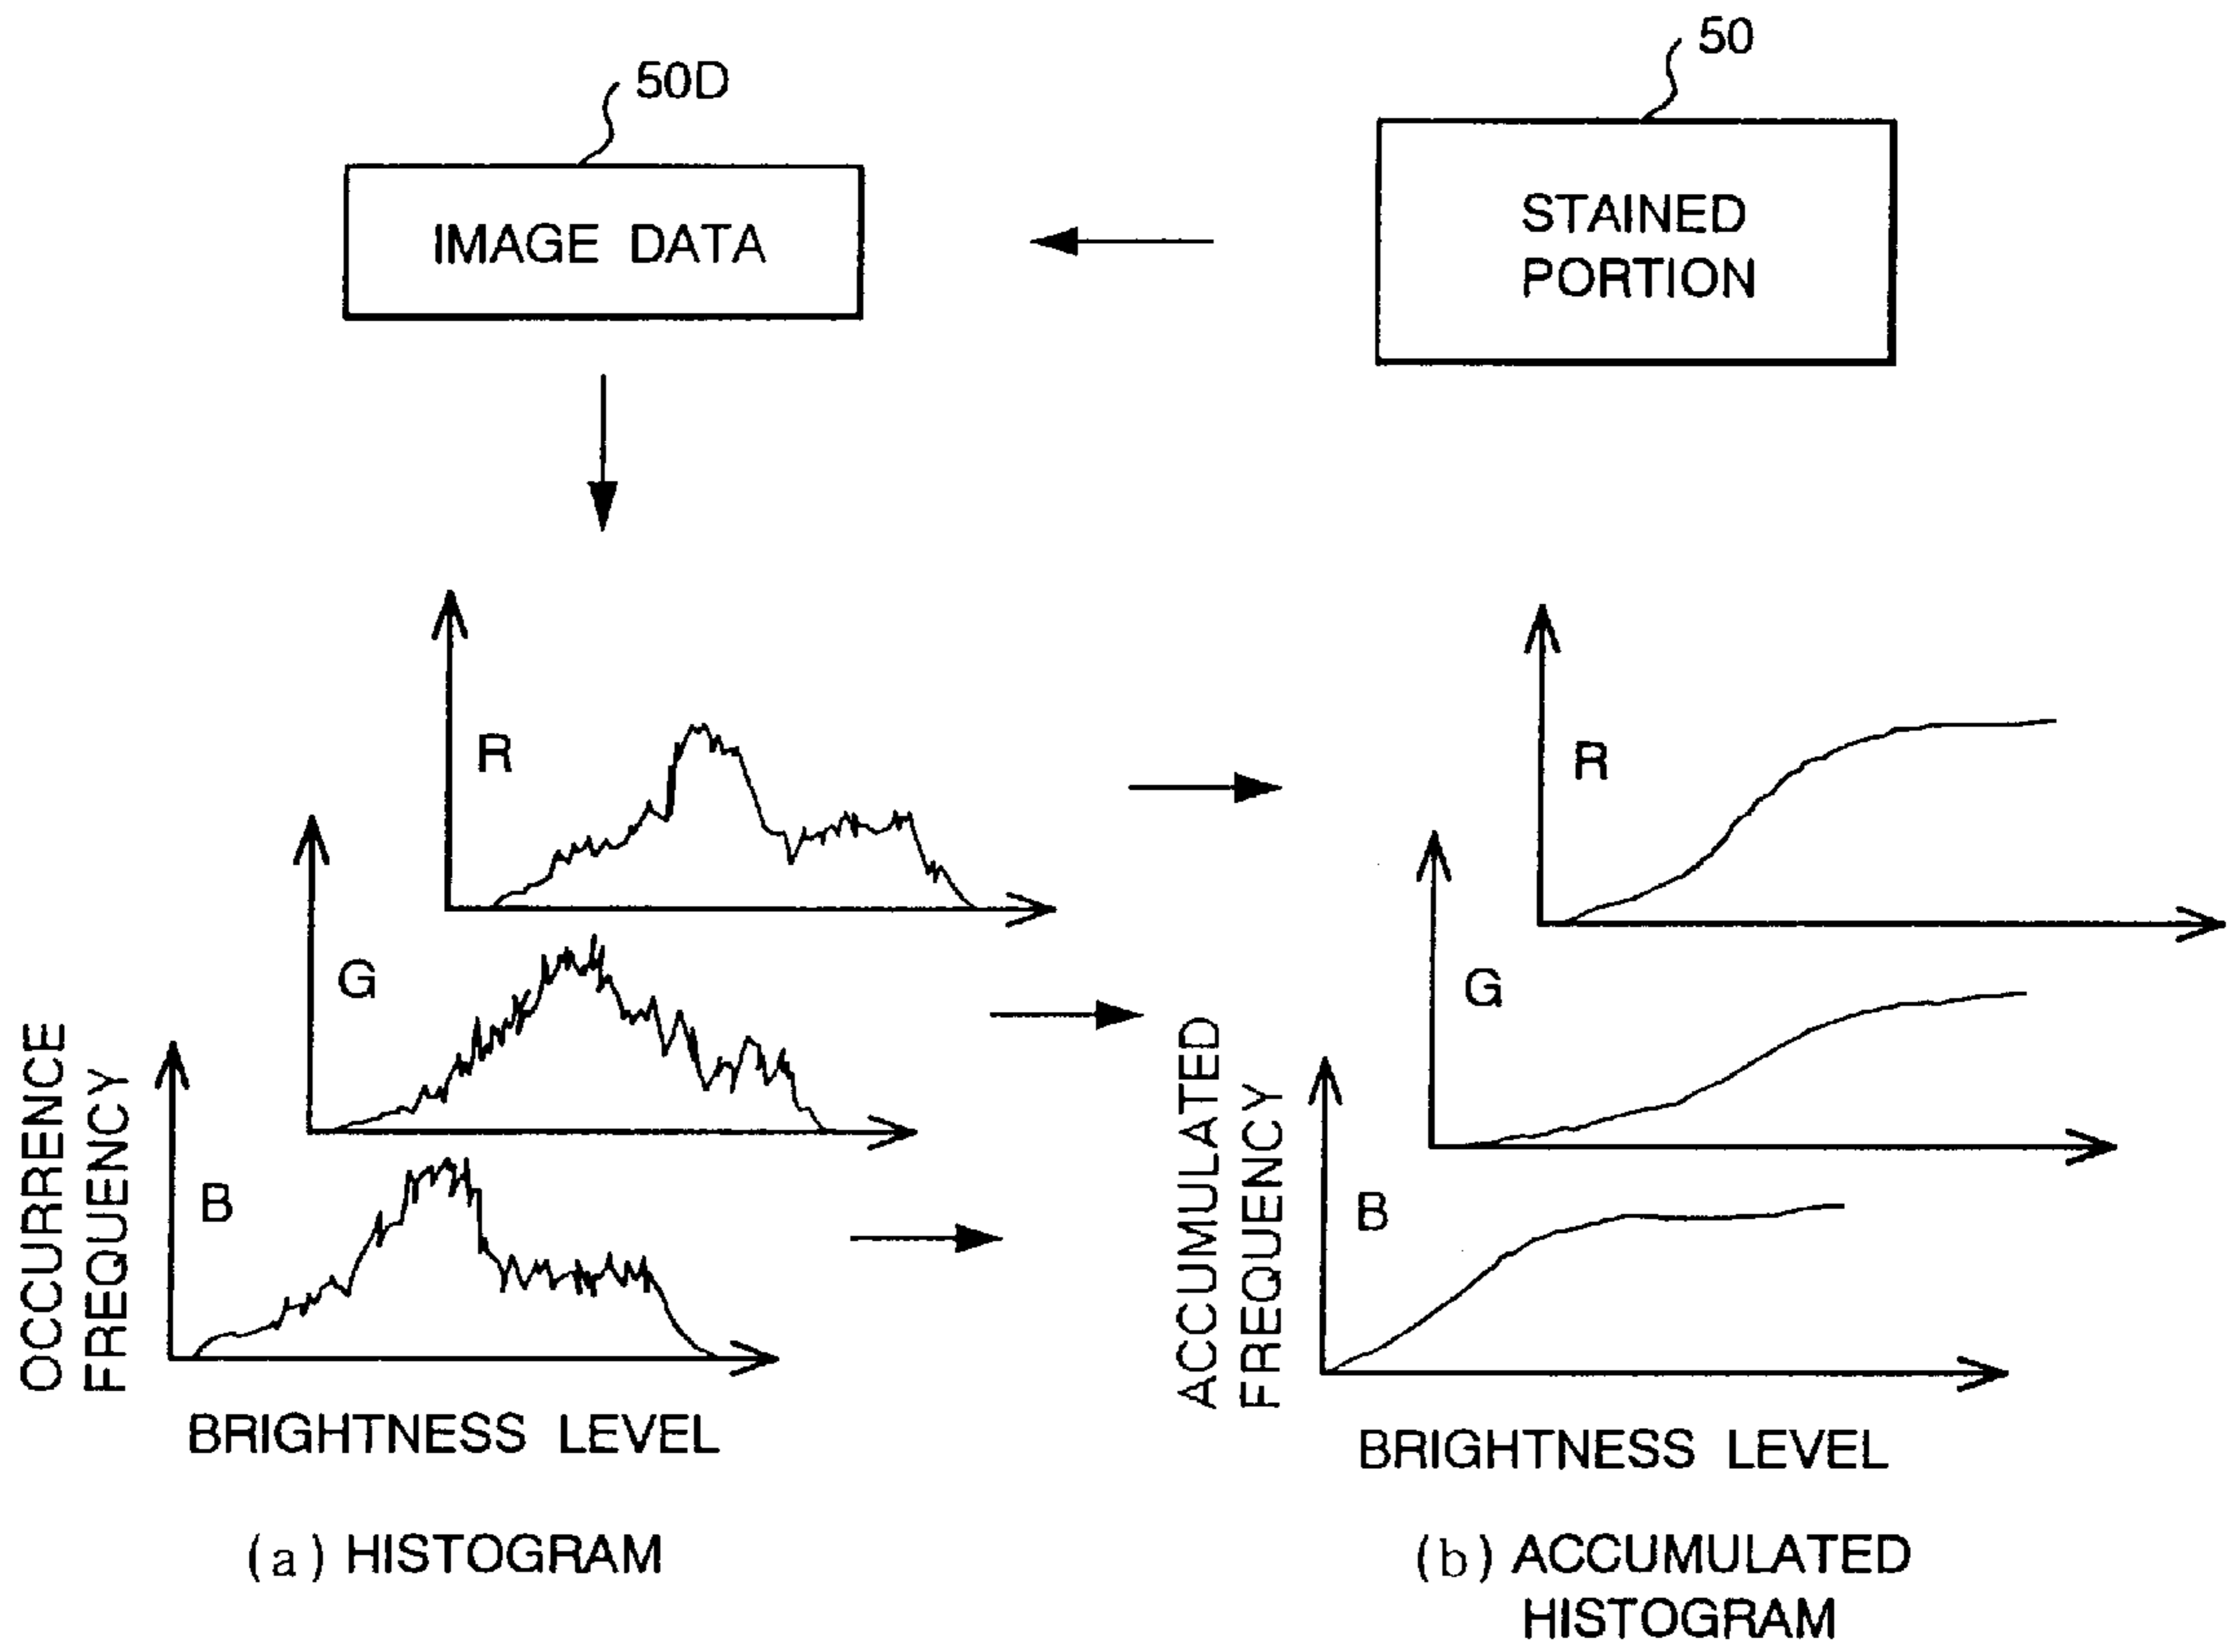 50
50D
STAINED
PORTION
IMAGE DATA
R
G
B
OCCURRENCE
FREQUENCY
BRIGHTNESS LEVEL
(a) HISTOGRAM
R
G
B
ACCUMULATED
FREQUENCY
BRIGHTNESS LEVEL
(b) ACCUMULATED
HISTOGRAM